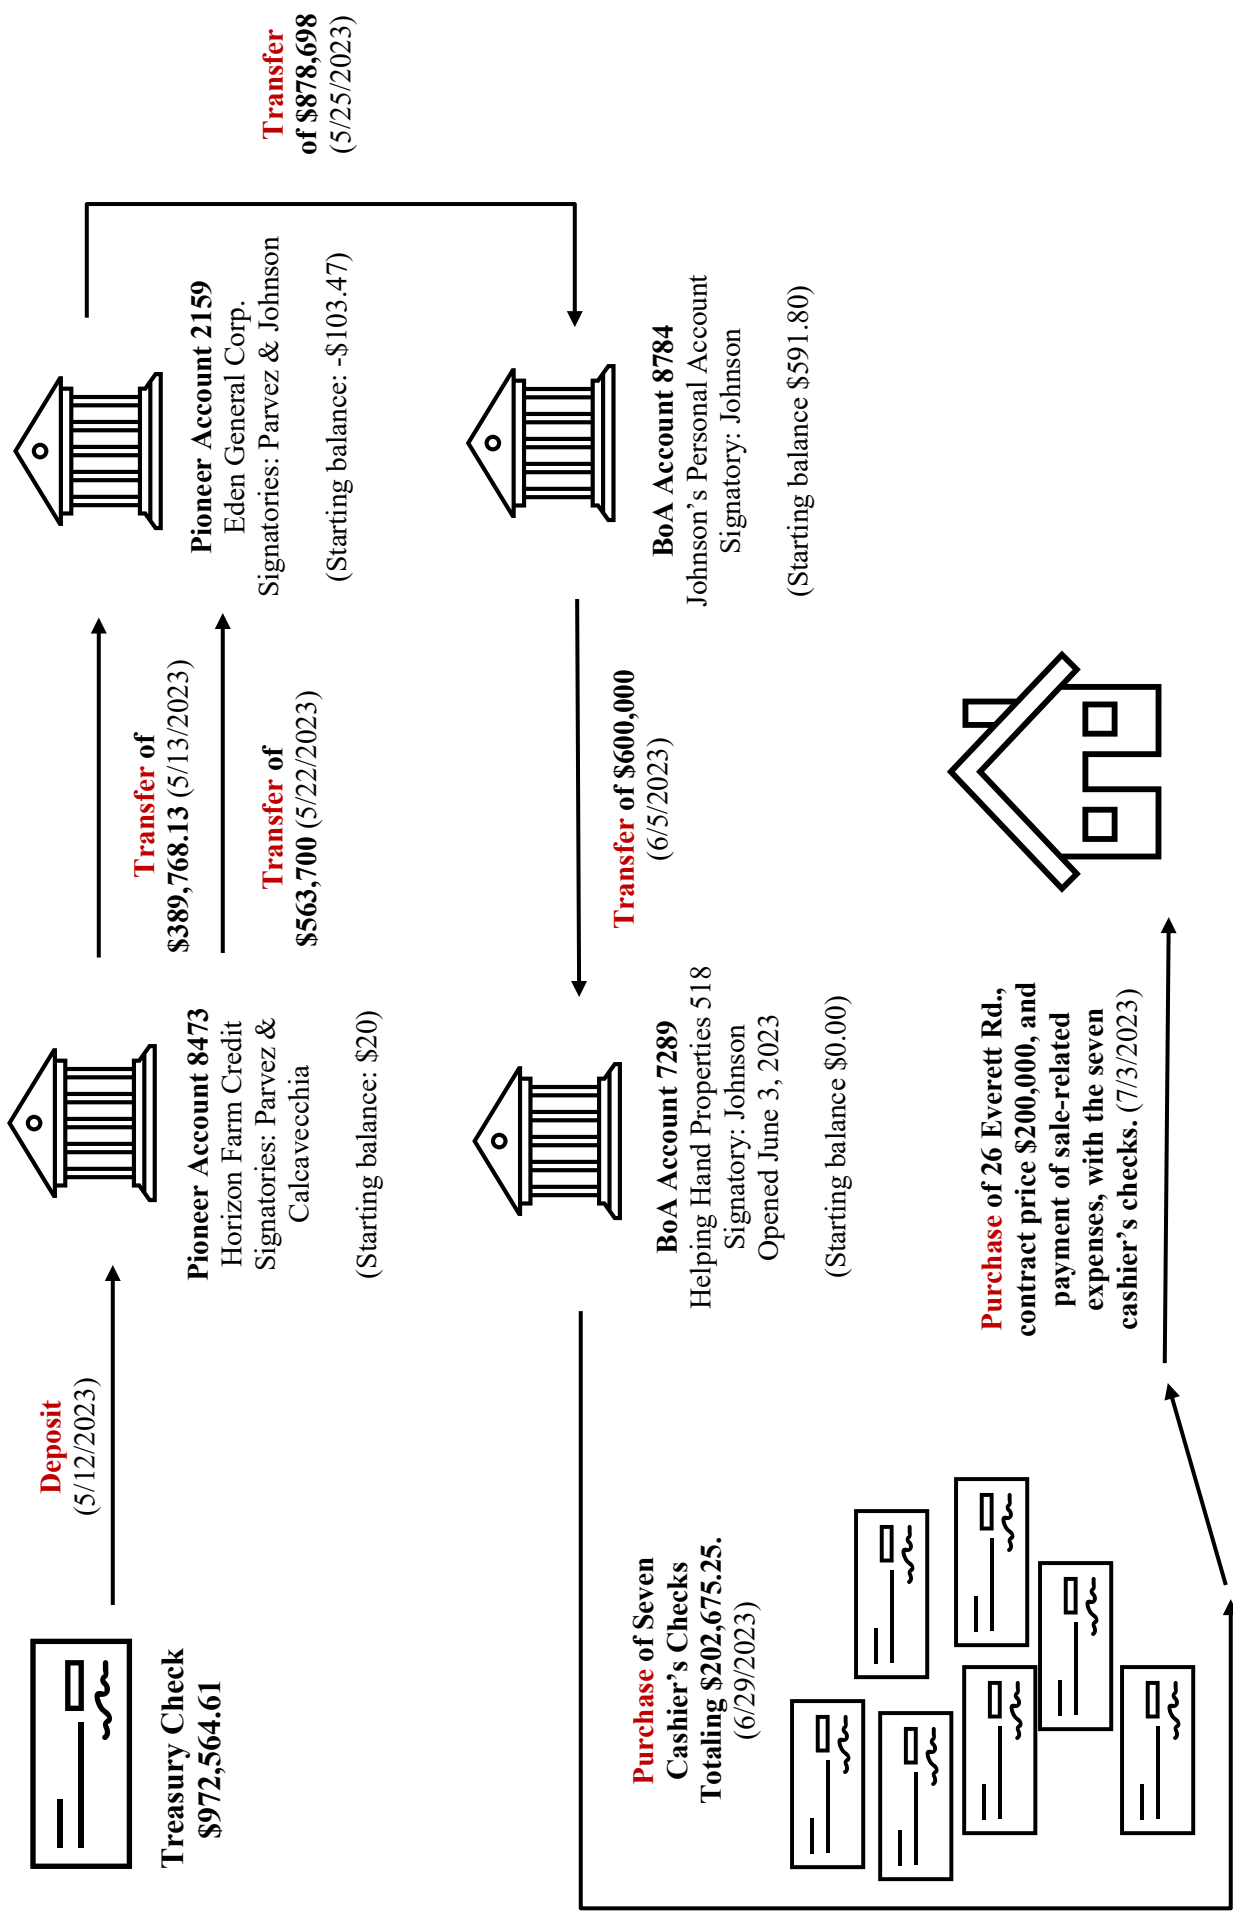 Deposit
(5/12/2023)
Treasury Check
$972,564.61
Pioneer Account 8473
Horizon Farm Credit
Signatories: Parvez &
Calcavecchia
(Starting balance: $20)
Transfer of
$389,768.13 (5/13/2023)
Transfer of
$563,700 (5/22/2023)
Pioneer Account 2159
Eden General Corp.
Signatories: Parvez & Johnson
(Starting balance: -$103.47)
Transfer
of $878,698
(5/25/2023)
BoA Account 8784
Johnson's Personal Account
Signatory: Johnson
(Starting balance $591.80)
Transfer of $600,000
(6/5/2023)
BoA Account 7289
Helping Hand Properties 518
Signatory: Johnson
Opened June 3, 2023
(Starting balance $0.00)
Purchase of Seven
Cashier's Checks
Totaling $202,675.25.
(6/29/2023)
Purchase of 26 Everett Rd.,
contract price $200,000, and
payment of sale-related
expenses, with the seven
cashier's checks. (7/3/2023)